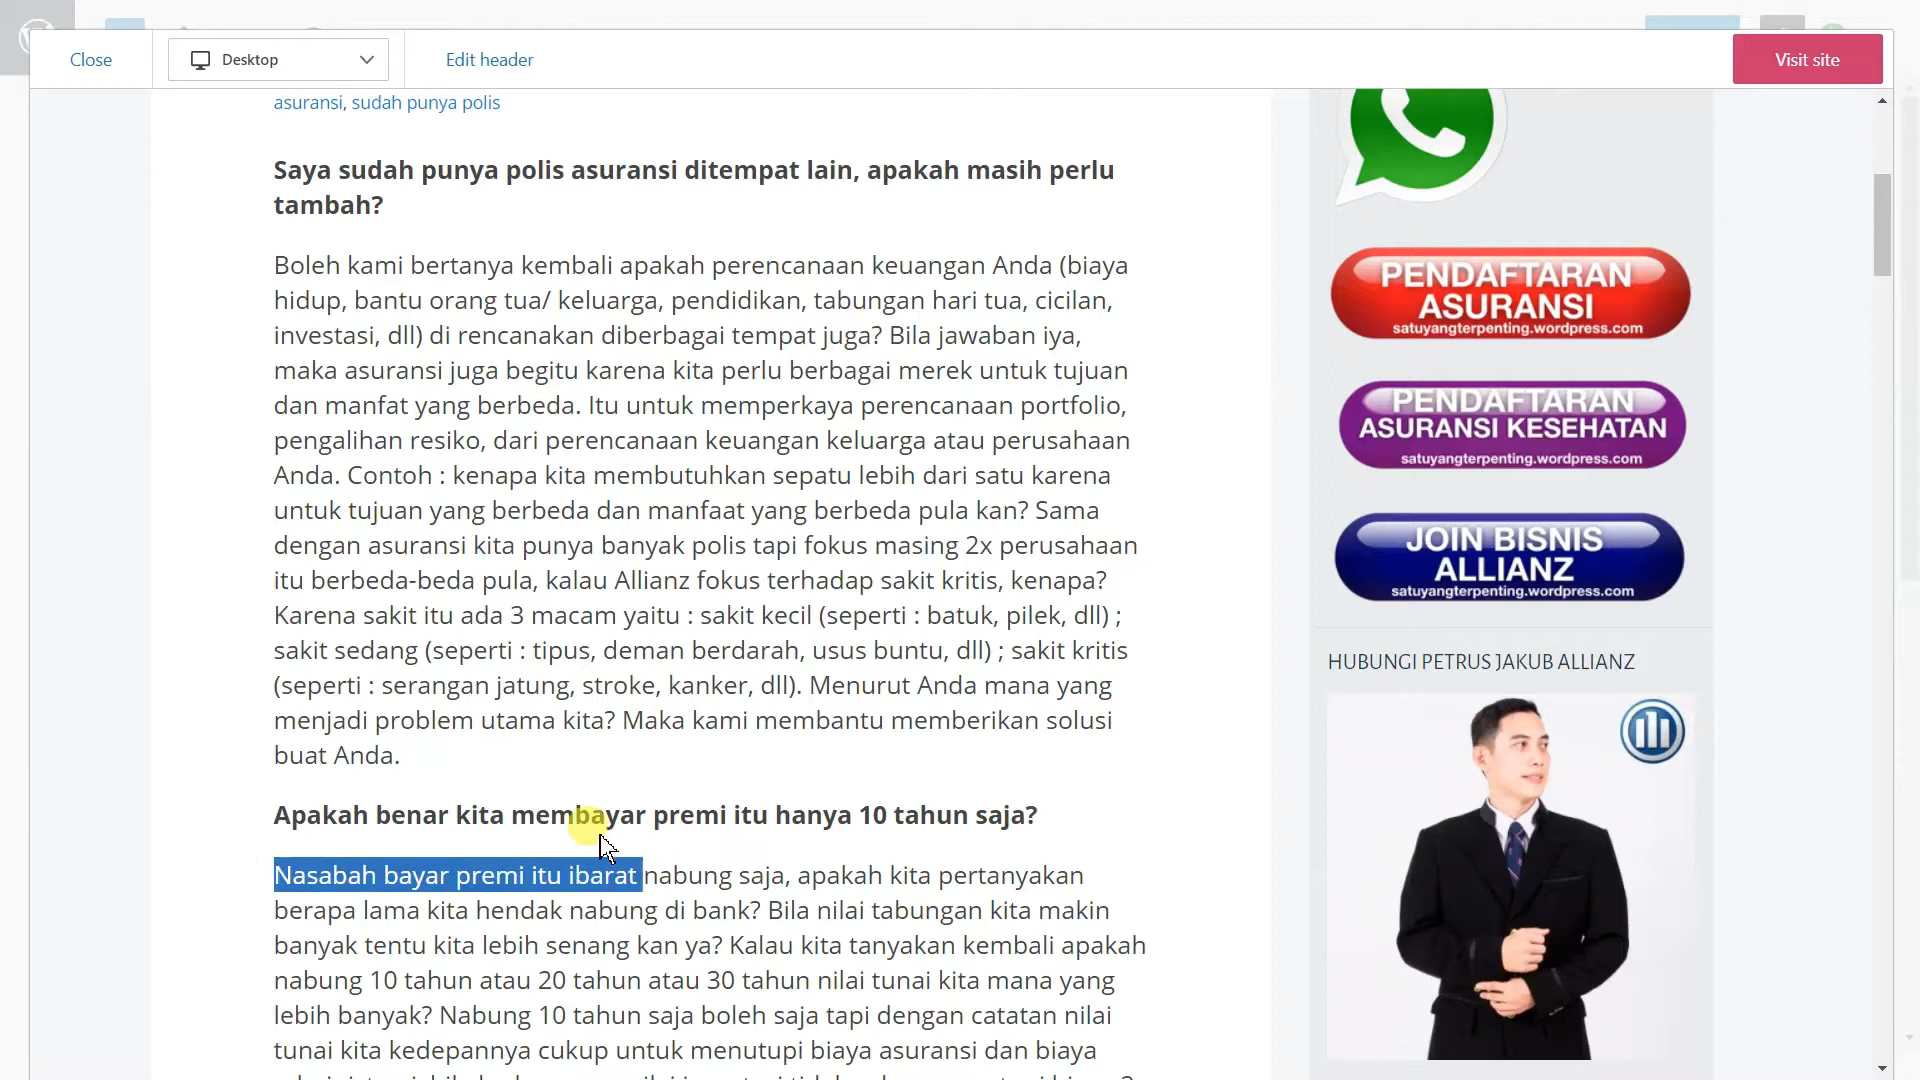 Close
Desktop
Edit header
Visit site
asuransi, sudah punya polis
Saya sudah punya polis asuransi ditempat lain, apakah masih perlu
tambah?
Boleh kami bertanya kembali apakah perencanaan keuangan Anda (biaya
hidup, bantu orang tua/ keluarga, pendidikan, tabungan hari tua, cicilan,
investasi, dll) di rencanakan diberbagai tempat juga? Bila jawaban iya,
maka asuransi juga begitu karena kita perlu berbagai merek untuk tujuan
dan manfat yang berbeda. Itu untuk memperkaya perencanaan portfolio,
pengalihan resiko, dari perencanaan keuangan keluarga atau perusahaan
Anda. Contoh : kenapa kita membutuhkan sepatu lebih dari satu karena
untuk tujuan yang berbeda dan manfaat yang berbeda pula kan? Sama
dengan asuransi kita punya banyak polis tapi fokus masing 2x perusahaan
itu berbeda-beda pula, kalau Allianz fokus terhadap sakit kritis, kenapa?
Karena sakit itu ada 3 macam yaitu : sakit kecil (seperti : batuk, pilek, dll) ;
sakit sedang (seperti : tipus, deman berdarah, usus buntu, dll) ; sakit kritis
(seperti : serangan jatung, stroke, kanker, dll). Menurut Anda mana yang
menjadi problem utama kita? Maka kami membantu memberikan solusi
buat Anda.
Apakah benar kita membayar premi itu hanya 10 tahun saja?
Nasabah bayar premi itu ibarat nabung saja, apakah kita pertanyakan
berapa lama kita hendak nabung di bank? Bila nilai tabungan kita makin
banyak tentu kita lebih senang kan ya? Kalau kita tanyakan kembali apakah
nabung 10 tahun atau 20 tahun atau 30 tahun nilai tunai kita mana yang
lebih banyak? Nabung 10 tahun saja boleh saja tapi dengan catatan nilai
tunai kita kedepannya cukup untuk menutupi biaya asuransi dan biaya
PENDAFTARAN
ASURANSI
satuyangterpenting.wordpress.com
PENDAFTARAN
ASURANSI KESEHATAN
satuyangterpenting.wordpress.com
JOIN BISNIS
ALLIANZ
satuyangterpenting.wordpress.com
HUBUNGI PETRUS JAKUB ALLIANZ